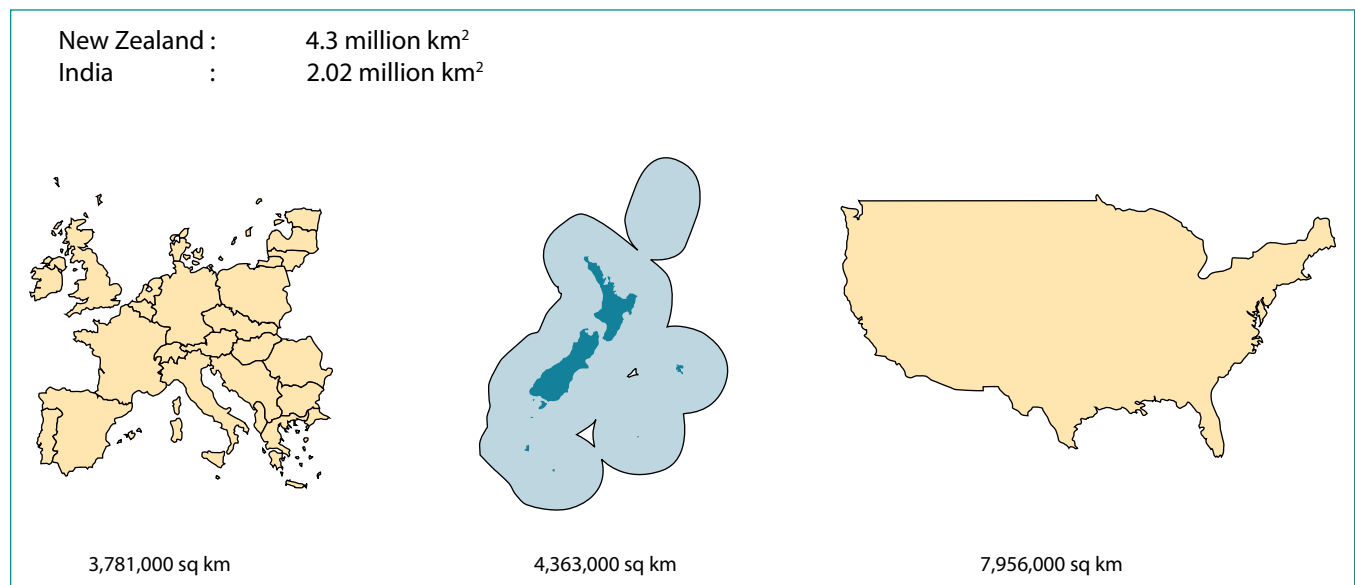 New Zealand : 4.3 million km²
India : 2.02 million km²
3,781,000 sq km
4,363,000 sq km
7,956,000 sq km